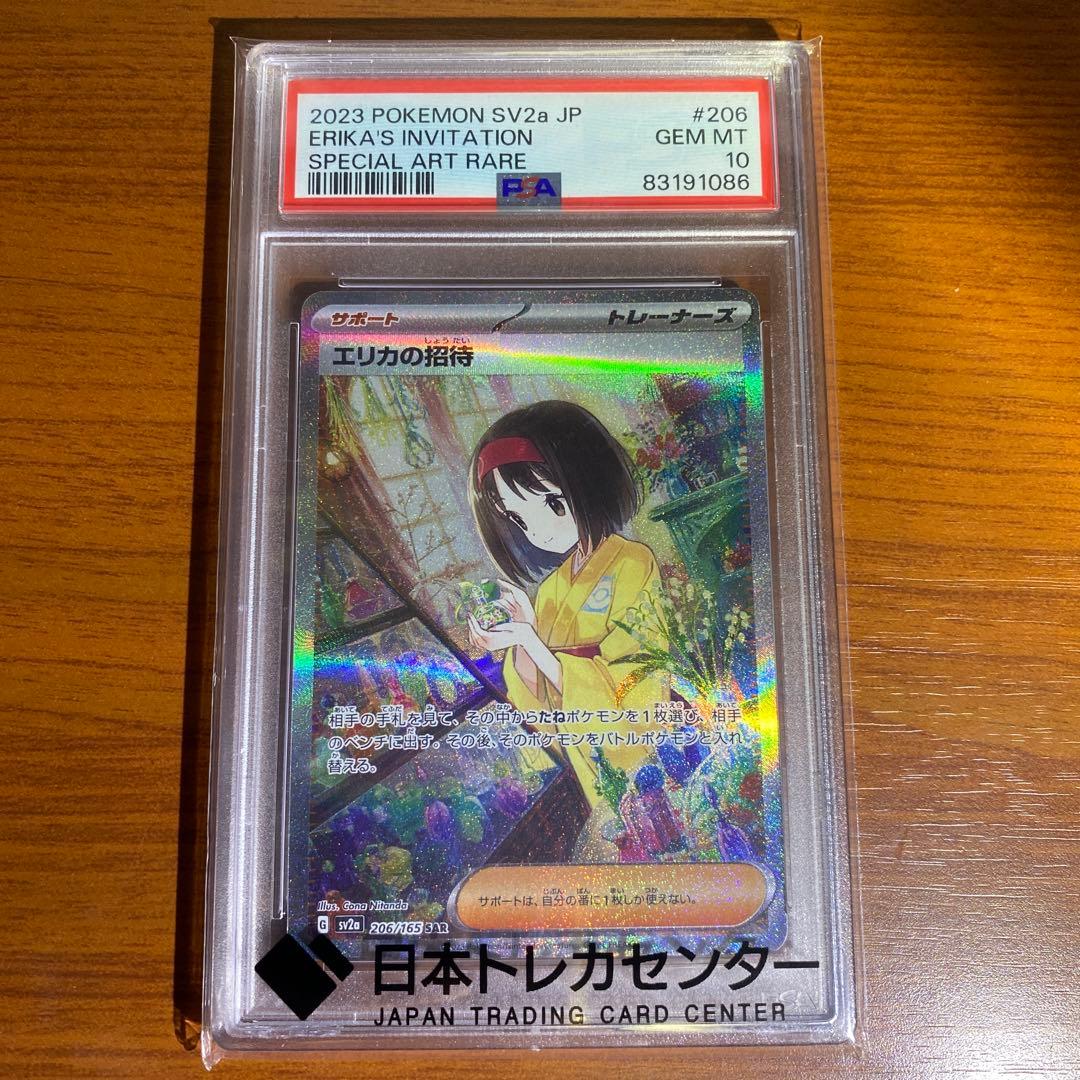 2023 POKEMON SV2a JP #206
ERIKA'S INVITATION GEM MT
SPECIAL ART RARE 10
PSA 83191086
サポート トレーナーズ
しょうたい
エリカの招待
あいて てふだ み なか まいえら あいて
相手の手札を見て、その中からたねポケモンを1枚選び、相手
だ ご い
のベンチに出す。その後、そのポケモンをバトルポケモンと入れ
か
替える。
じぶん ばん まい つか
サポートは、自分の番に1枚しか使えない。
Illus. Cona Nitanda
G sv2a 206/165 SAR
日本トレカセンター
JAPAN TRADING CARD CENTER